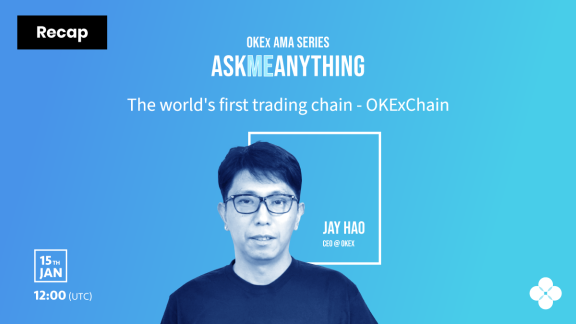 Recap
OKEx AMA SERIES
ASKMEANYTHING
The world's first trading chain - OKExChain
JAY HAO
CEO @ OKEX
15TH
JAN
12:00 (UTC)